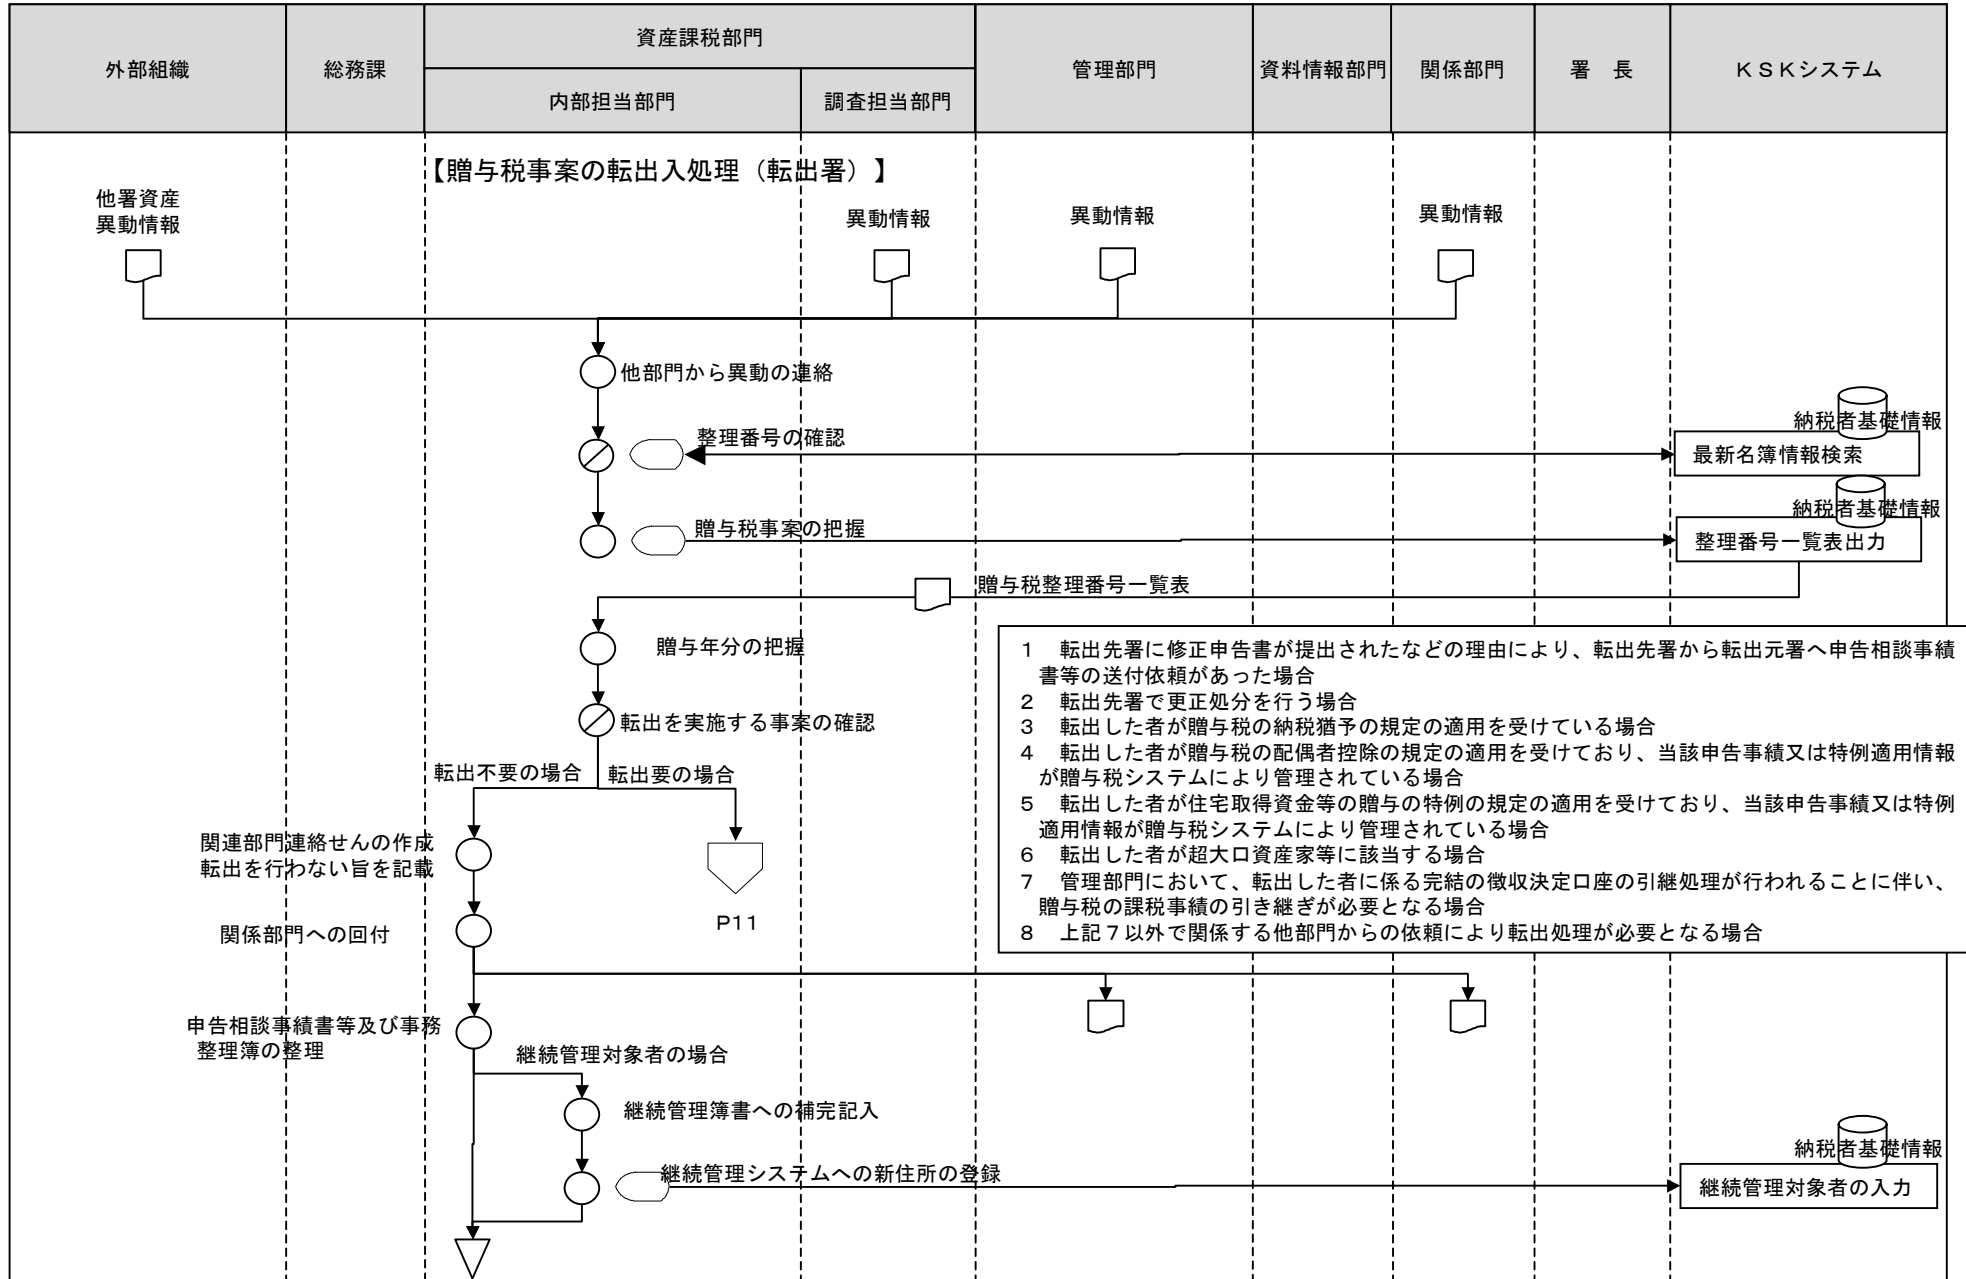 外部組織
総務課
資産課税部門
内部担当部門
調査担当部門
管理部門
資料情報部門
関係部門
署　長
ＫＳＫシステム
【贈与税事案の転出入処理（転出署）】
他署資産
異動情報
異動情報
異動情報
異動情報
他部門から異動の連絡
整理番号の確認
納税者基礎情報
最新名簿情報検索
贈与税事案の把握
納税者基礎情報
整理番号一覧表出力
贈与税整理番号一覧表
贈与年分の把握
転出を実施する事案の確認
１　転出先署に修正申告書が提出されたなどの理由により、転出先署から転出元署へ申告相談事績
書等の送付依頼があった場合
２　転出先署で更正処分を行う場合
３　転出した者が贈与税の納税猶予の規定の適用を受けている場合
４　転出した者が贈与税の配偶者控除の規定の適用を受けており、当該申告事績又は特例適用情報
が贈与税システムにより管理されている場合
５　転出した者が住宅取得資金等の贈与の特例の規定の適用を受けており、当該申告事績又は特例
適用情報が贈与税システムにより管理されている場合
６　転出した者が超大口資産家等に該当する場合
７　管理部門において、転出した者に係る完結の徴収決定口座の引継処理が行われることに伴い、
贈与税の課税事績の引き継ぎが必要となる場合
８　上記７以外で関係する他部門からの依頼により転出処理が必要となる場合
転出不要の場合
転出要の場合
関連部門連絡せんの作成
転出を行わない旨を記載
P11
関係部門への回付
申告相談事績書等及び事務
整理簿の整理
継続管理対象者の場合
継続管理簿書への補完記入
継続管理システムへの新住所の登録
納税者基礎情報
継続管理対象者の入力